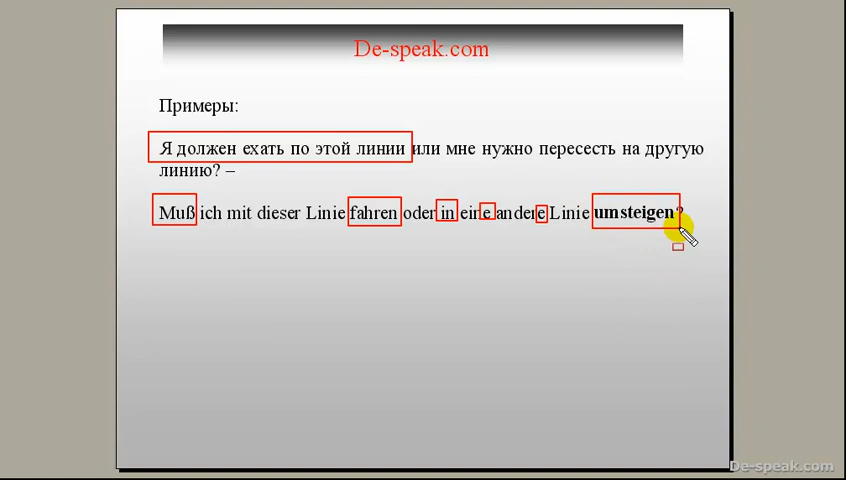 De-speak.com
Примеры:
Я должен ехать по этой линии или мне нужно пересесть на другую
линию? –
Muß ich mit dieser Linie fahren oder in eine andere Linie umsteigen?
De-speak.com